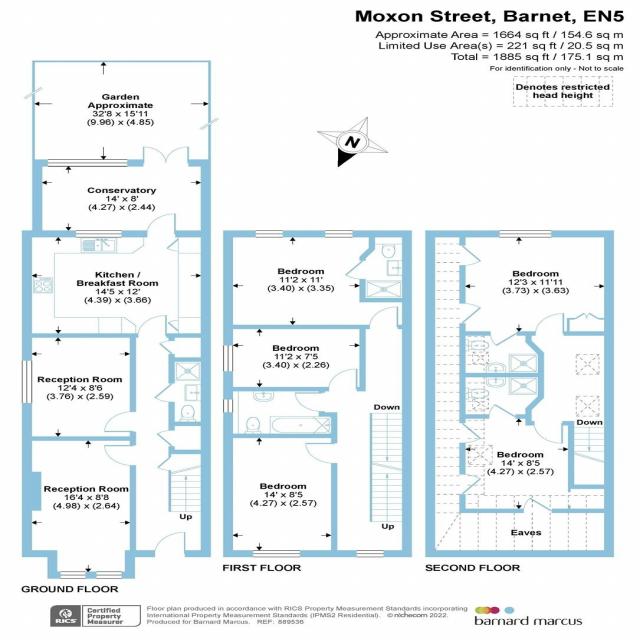 Moxon Street, Barnet, EN5
Approximate Area = 1664 sq ft / 154.6 sq m
Limited Use Area(s) = 221 sq ft / 20.5 sq m
Total = 1885 sq ft / 175.1 sq m
For identification only - Not to scale
Denotes restricted
head height
N
Garden
Approximate
32'8 x 15'11
(9.96) x (4.85)
Conservatory
14' x 8'
(4.27) x (2.44)
Kitchen /
Breakfast Room
14'5 x 12'
(4.39) x (3.66)
Reception Room
12'4 x 8'6
(3.76) x (2.59)
Reception Room
16'4 x 8'8
(4.98) x (2.64)
Up
GROUND FLOOR
Bedroom
11'2 x 11'
(3.40) x (3.35)
Bedroom
11'2 x 7'5
(3.40) x (2.26)
Down
Bedroom
14' x 8'5
(4.27) x (2.57)
Up
FIRST FLOOR
Bedroom
12'3 x 11'11
(3.73) x (3.63)
Down
Bedroom
14' x 8'5
(4.27) x (2.57)
Eaves
SECOND FLOOR
RICS
Certified
Property
Measurer
Floor plan produced in accordance with RICS Property Measurement Standards incorporating
International Property Measurement Standards (IPMS2 Residential). © nichecom 2022.
Produced for Barnard Marcus. REF: 889536
barnard marcus